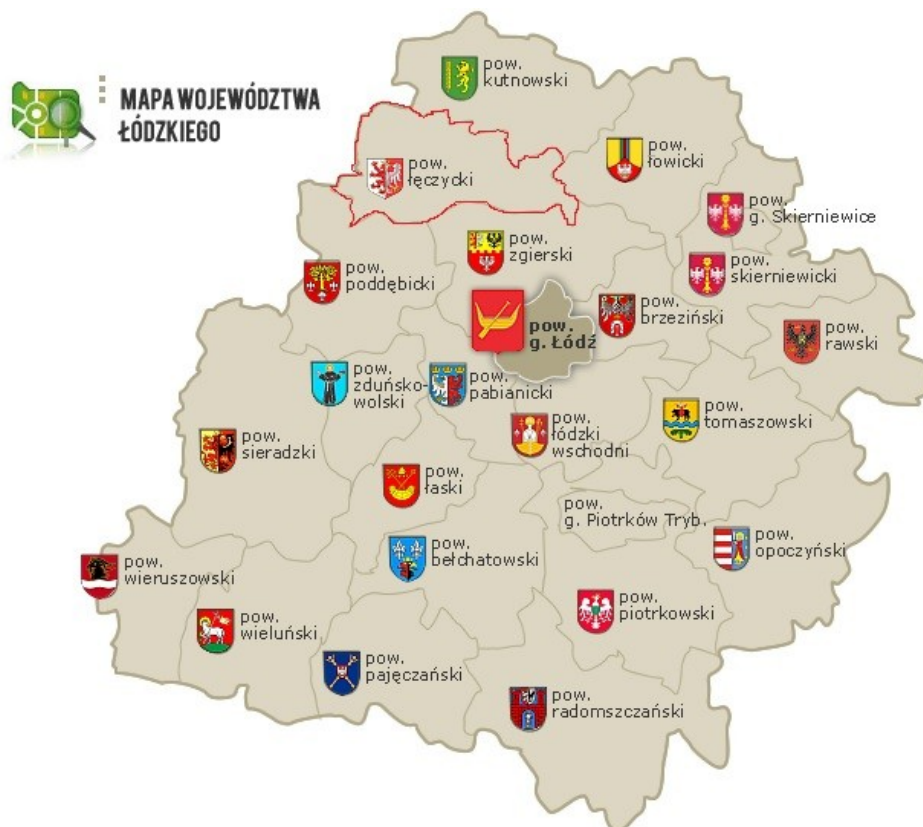 MAPA WOJEWÓDZTWA
ŁÓDZKIEGO
pow.
kutnowski
pow.
łęczycki
pow.
łowicki
pow.
g. Skierniewice
pow.
zgierski
pow.
skierniewicki
pow.
poddębicki
pow.
g. Łódź
pow.
brzeziński
pow.
rawski
pow.
zduńsko-
wolski
pow.
pabianicki
pow.
łódzki
wschodni
pow.
tomaszowski
pow.
sieradzki
pow.
łaski
pow.
g. Piotrków Tryb.
pow.
opoczyński
pow.
bełchatowski
pow.
wieruszowski
pow.
wieluński
pow.
piotrkowski
pow.
pajęczański
pow.
radomszczański